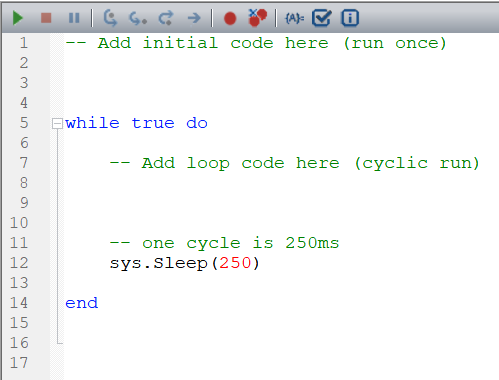 1 -- Add initial code here (run once)
2
3
4
5 while true do
6
7 -- Add loop code here (cyclic run)
8
9
10
11 -- one cycle is 250ms
12 sys.Sleep(250)
13
14 end
15
16
17